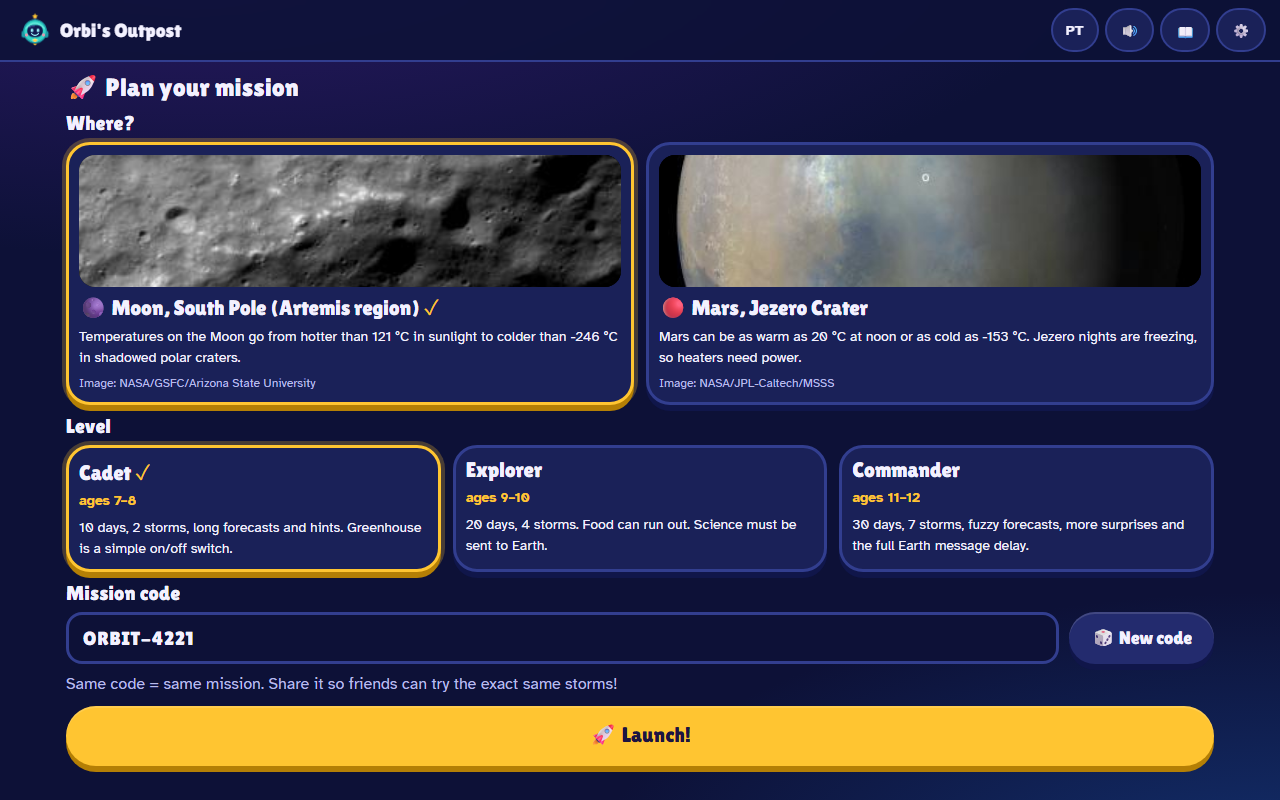 Orbi's Outpost
PT
Plan your mission
Where?
Moon, South Pole (Artemis region) ✓
Temperatures on the Moon go from hotter than 121 °C in sunlight to colder than -246 °C
in shadowed polar craters.
Image: NASA/GSFC/Arizona State University
Mars, Jezero Crater
Mars can be as warm as 20 °C at noon or as cold as -153 °C. Jezero nights are freezing,
so heaters need power.
Image: NASA/JPL-Caltech/MSSS
Level
Cadet ✓
ages 7–8
10 days, 2 storms, long forecasts and hints. Greenhouse
is a simple on/off switch.
Explorer
ages 9–10
20 days, 4 storms. Food can run out. Science must be
sent to Earth.
Commander
ages 11–12
30 days, 7 storms, fuzzy forecasts, more surprises and
the full Earth message delay.
Mission code
ORBIT-4221
New code
Same code = same mission. Share it so friends can try the exact same storms!
Launch!